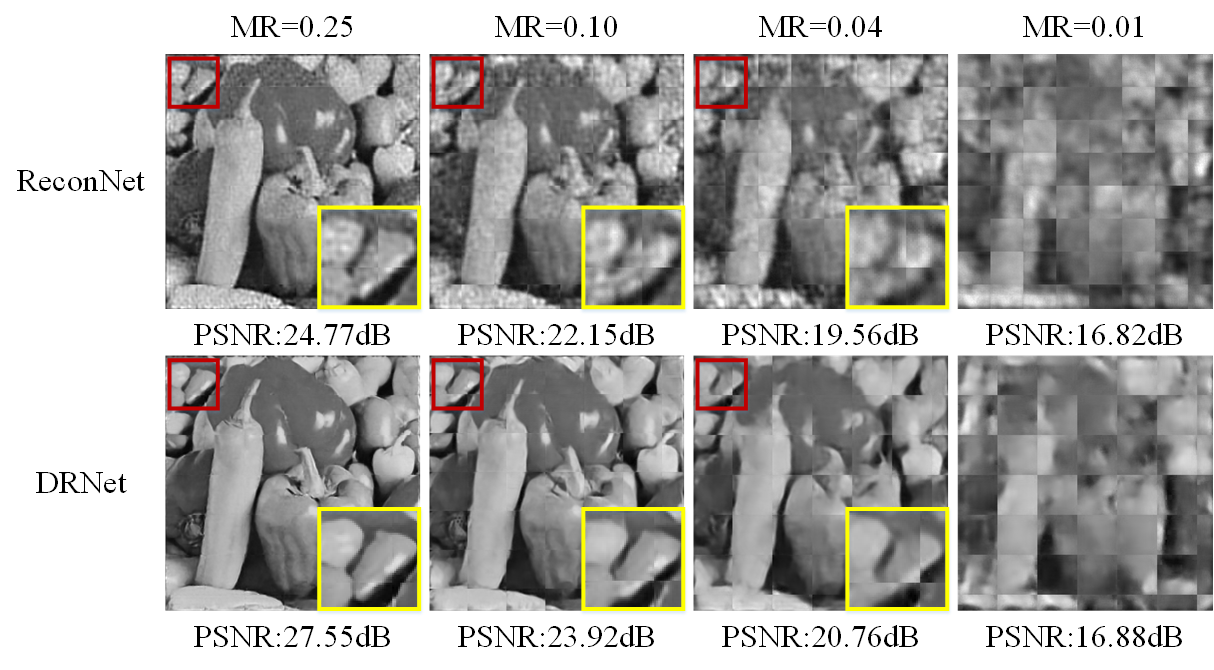 MR=0.25 MR=0.10 MR=0.04 MR=0.01
ReconNet
PSNR:24.77dB PSNR:22.15dB PSNR:19.56dB PSNR:16.82dB
DRNet
PSNR:27.55dB PSNR:23.92dB PSNR:20.76dB PSNR:16.88dB